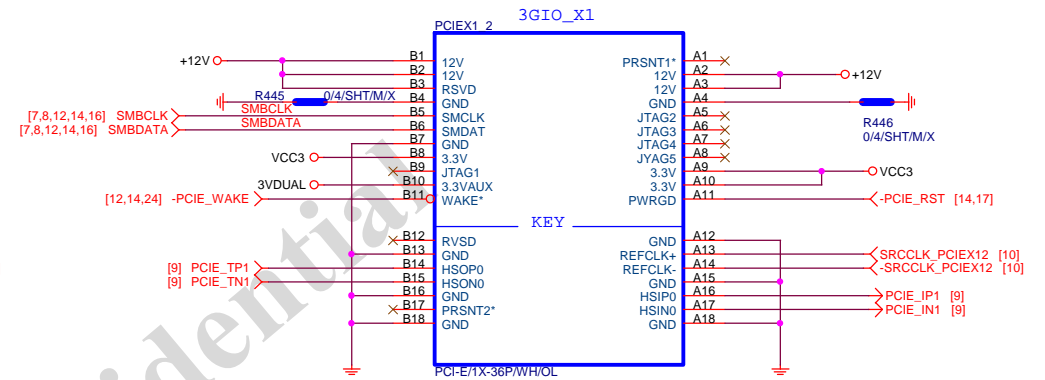 3GIO_X1
PCIEX1_2
+12V B1 12V PRSNT1* A1
B2 12V 12V A2 +12V
B3 RSVD 12V A3
R445 0/4/SHT/M/X B4 GND GND A4
[7,8,12,14,16] SMBCLK SMBCLK B5 SMCLK JTAG2 A5 R446
[7,8,12,14,16] SMBDATA SMBDATA B6 SMDAT JTAG3 A6 0/4/SHT/M/X
B7 GND JTAG4 A7
VCC3 B8 3.3V JYAG5 A8
B9 JTAG1 3.3V A9 VCC3
3VDUAL B10 3.3VAUX 3.3V A10
[12,14,24] -PCIE_WAKE B11 WAKE* PWRGD A11 -PCIE_RST [14,17]
KEY
B12 RVSD GND A12
B13 GND REFCLK+ A13 SRCCLK_PCIEX12 [10]
[9] PCIE_TP1 B14 HSOP0 REFCLK- A14 -SRCCLK_PCIEX12 [10]
[9] PCIE_TN1 B15 HSON0 GND A15
B16 GND HSIP0 A16 PCIE_IP1 [9]
B17 PRSNT2* HSIN0 A17 PCIE_IN1 [9]
B18 GND GND A18
PCI-E/1X-36P/WH/OL